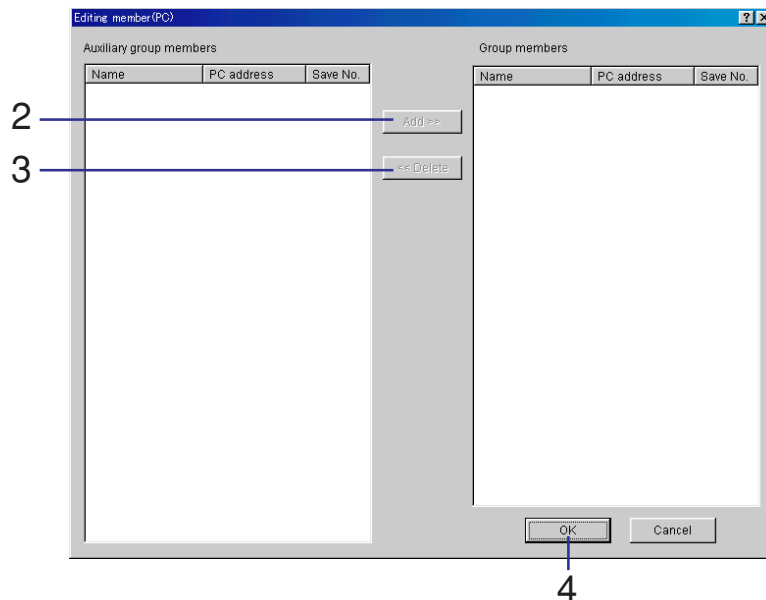 Editing member(PC)
Auxiliary group members
Group members
Name PC address Save No.
Name PC address Save No.
2
Add >>
3
<< Delete
OK
Cancel
4